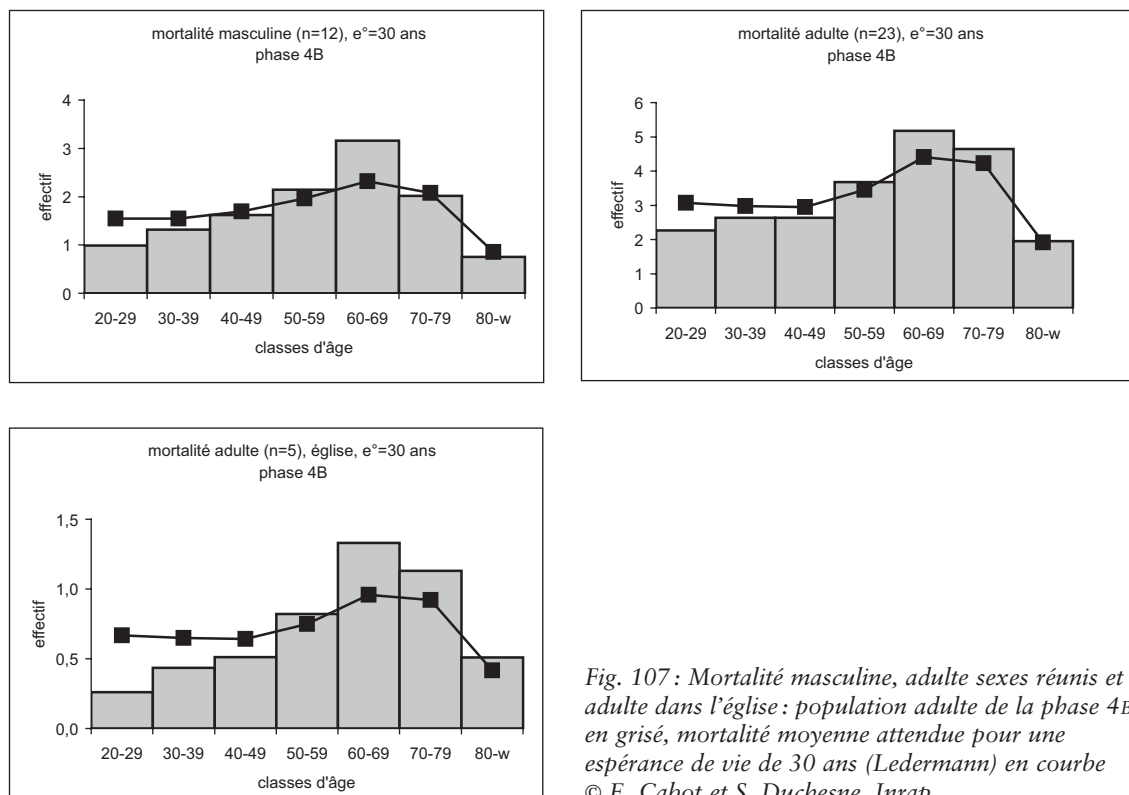 mortalité masculine (n=12), e°=30 ans
phase 4B
effectif
4
3
2
1
0
20-29 30-39 40-49 50-59 60-69 70-79 80-w
classes d'âge
mortalité adulte (n=23), e°=30 ans
phase 4B
effectif
6
5
4
3
2
1
0
20-29 30-39 40-49 50-59 60-69 70-79 80-w
classes d'âge
mortalité adulte (n=5), église, e°=30 ans
phase 4B
effectif
1,5
1,0
0,5
0,0
20-29 30-39 40-49 50-59 60-69 70-79 80-w
classes d'âge
Fig. 107 : Mortalité masculine, adulte sexes réunis et
adulte dans l'église : population adulte de la phase 4B
en grisé, mortalité moyenne attendue pour une
espérance de vie de 30 ans (Ledermann) en courbe
© E. Cabot et S. Duchesne, Inrap